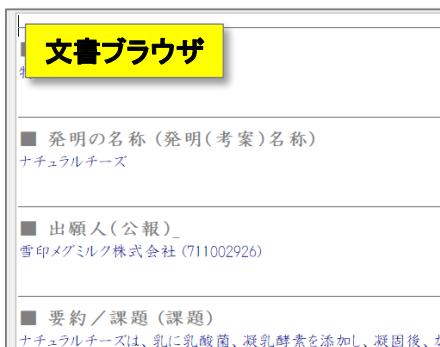 文書ブラウザ
■ 発明の名称 (発明(考案)名称)
ナチュラルチーズ
■ 出願人(公報)_
雪印メグミルク株式会社 (711002926)
■ 要約／課題 (課題)
ナチュラルチーズは、乳に乳酸菌、凝乳酵素を添加し、凝固後、